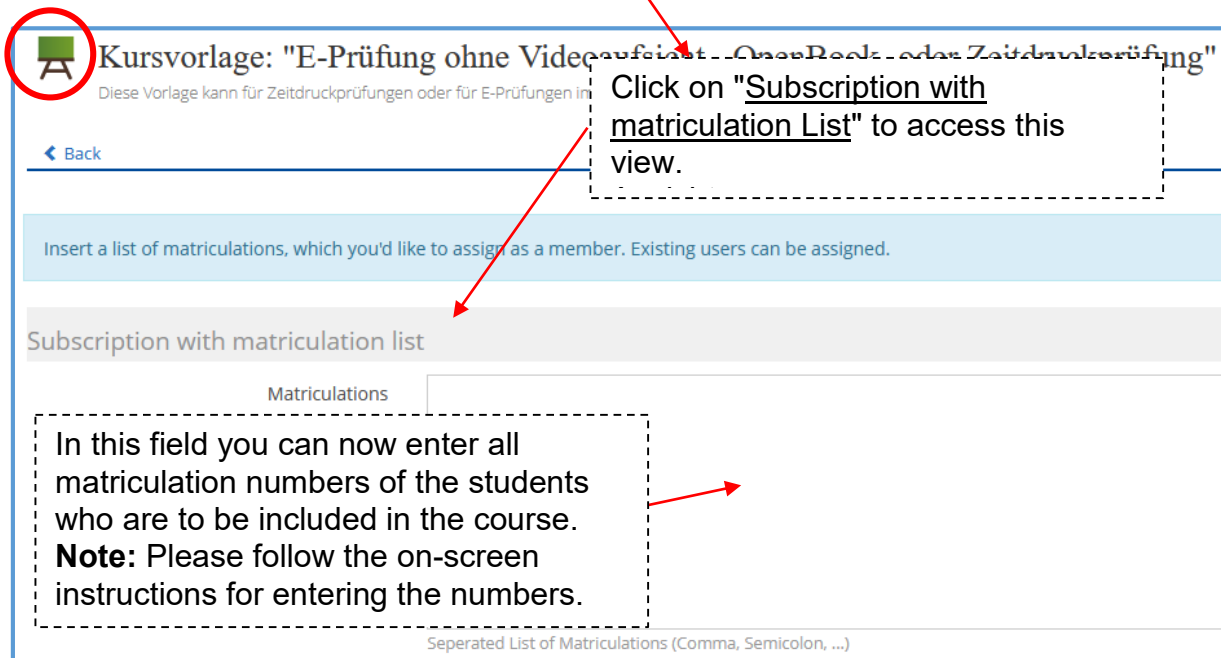 Kursvorlage: "E-Prüfung ohne Videoaufsicht - OpenBook- oder Zeitdruckprüfung"
Diese Vorlage kann für Zeitdruckprüfungen oder für E-Prüfungen im
Click on "Subscription with
matriculation List" to access this
view.
Back
Insert a list of matriculations, which you'd like to assign as a member. Existing users can be assigned.
Subscription with matriculation list
Matriculations
In this field you can now enter all
matriculation numbers of the students
who are to be included in the course.
Note: Please follow the on-screen
instructions for entering the numbers.
Seperated List of Matriculations (Comma, Semicolon, ...)